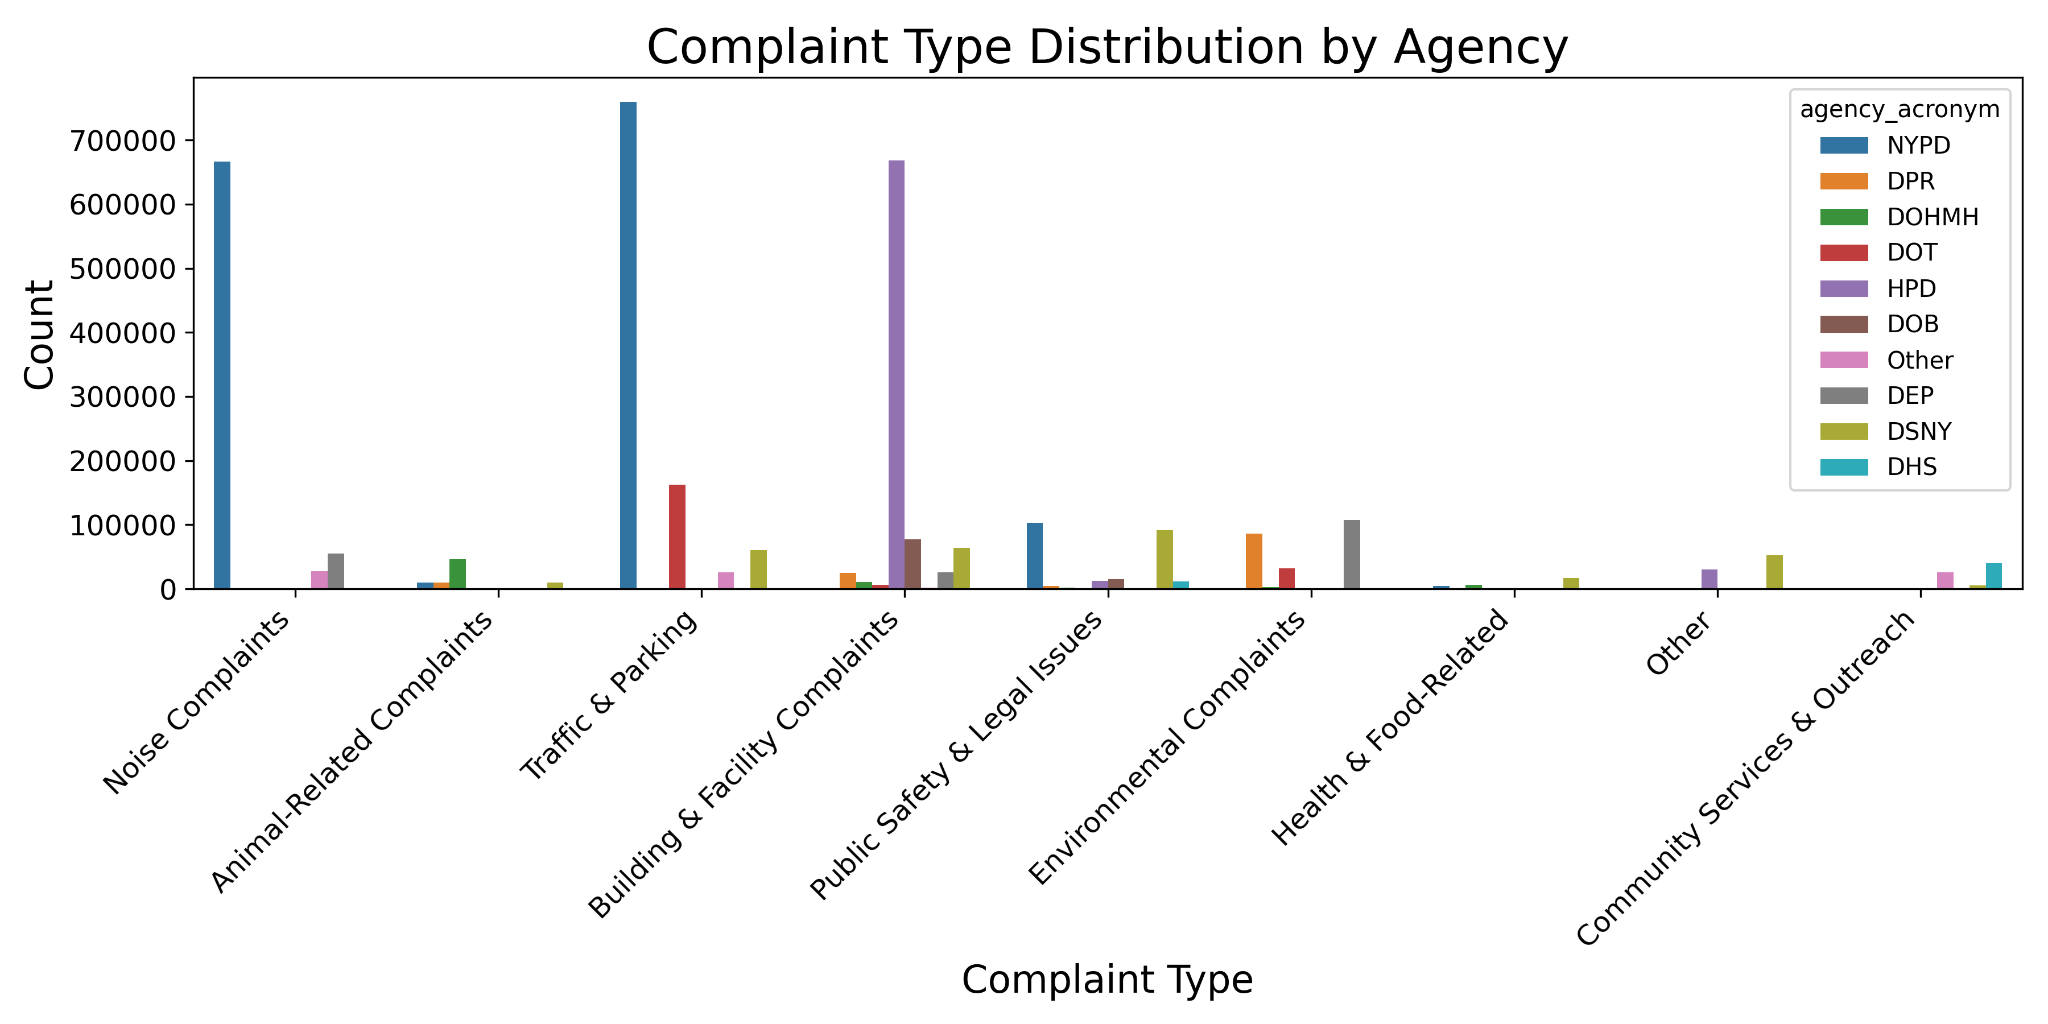 Complaint Type Distribution by Agency
Count
700000
600000
500000
400000
300000
200000
100000
0
agency_acronym
NYPD
DPR
DOHMH
DOT
HPD
DOB
Other
DEP
DSNY
DHS
Noise Complaints
Animal-Related Complaints
Traffic & Parking
Building & Facility Complaints
Public Safety & Legal Issues
Environmental Complaints
Health & Food-Related
Other
Community Services & Outreach
Complaint Type